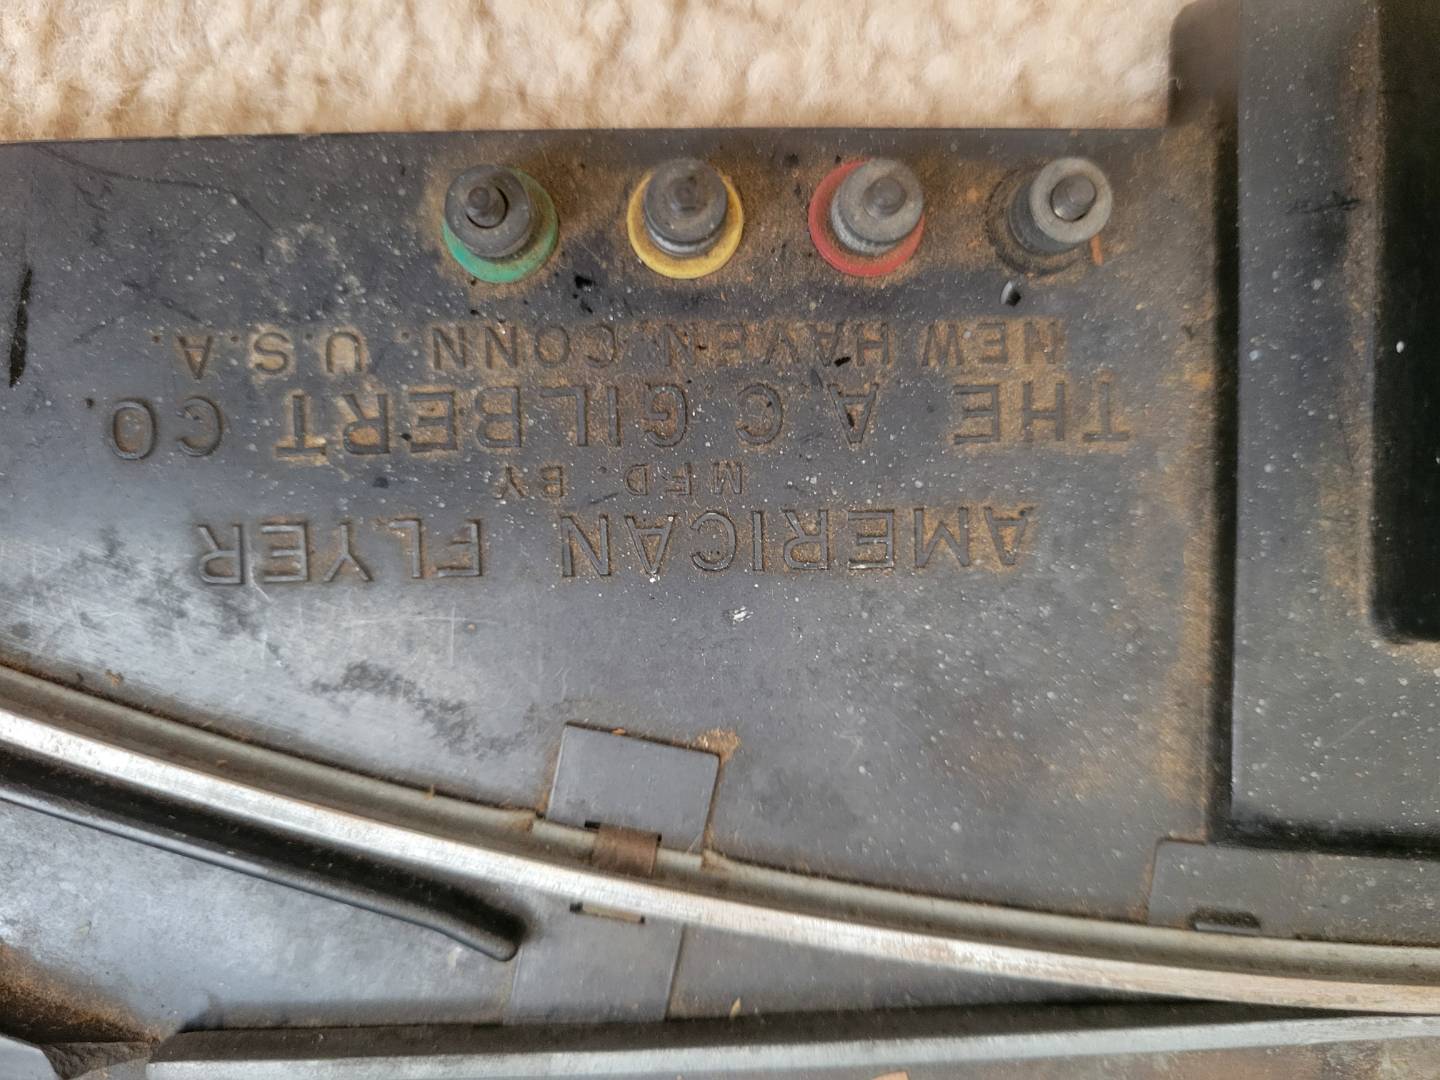 AMERICAN FLYER
MFD. BY
THE A.C. GILBERT CO.
NEW HAVEN, CONN. U.S.A.